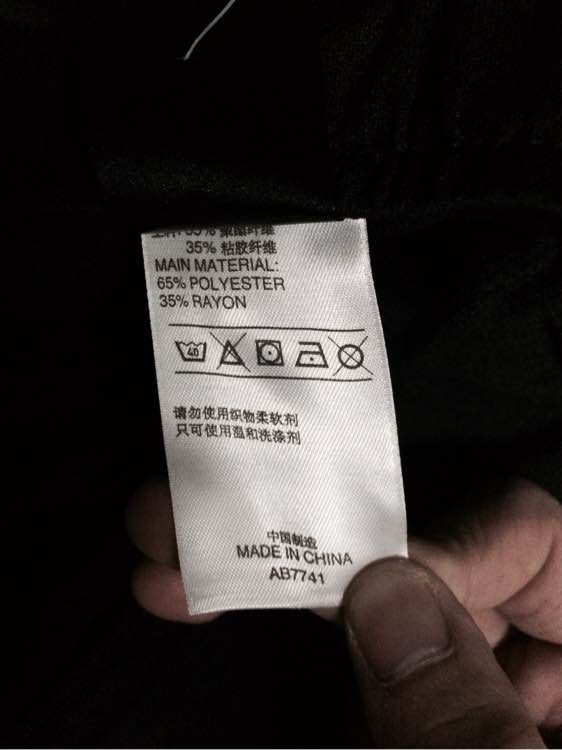 35% 粘胶纤维
MAIN MATERIAL:
65% POLYESTER
35% RAYON
40
请勿使用织物柔软剂
只可使用温和洗涤剂
中国制造
MADE IN CHINA
AB7741